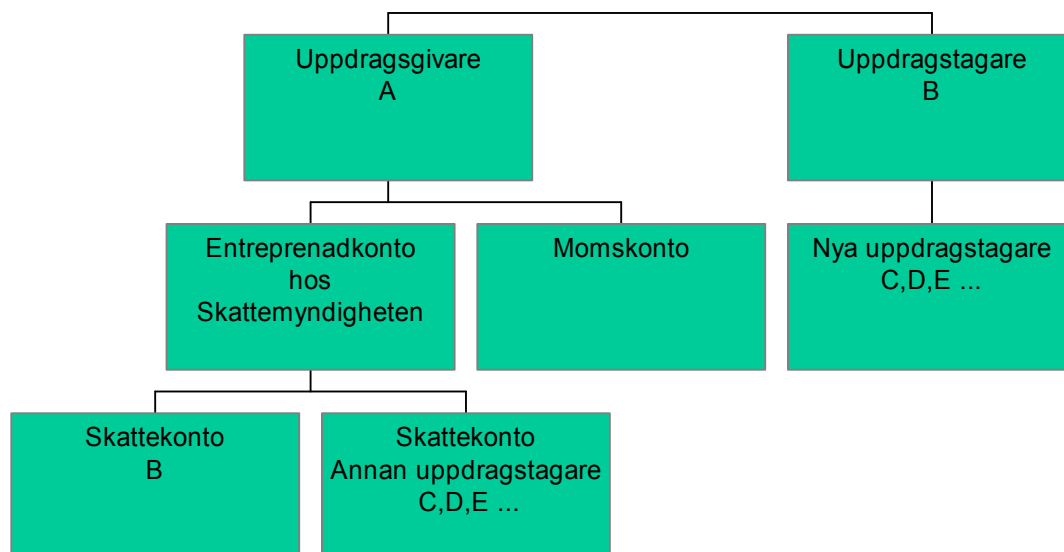 Uppdragsgivare
A
Uppdragstagare
B
Entreprenadkonto
hos
Skattemyndigheten
Momskonto
Nya uppdragstagare
C,D,E ...
Skattekonto
B
Skattekonto
Annan uppdragstagare
C,D,E ...